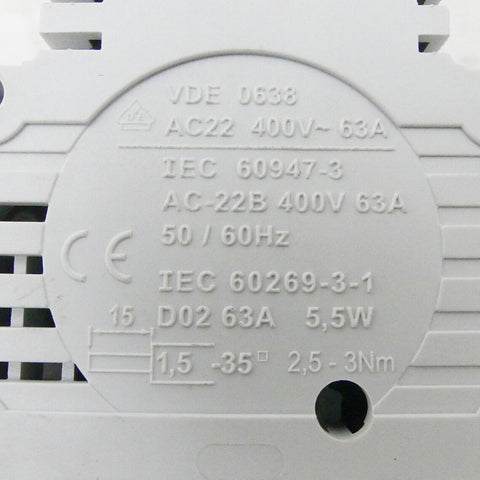 VDE 0638
AC22 400V~ 63A
IEC 60947-3
AC-22B 400V 63A
50 / 60Hz
CE
IEC 60269-3-1
15 D02 63A 5,5W
1,5 -35□ 2,5 - 3Nm